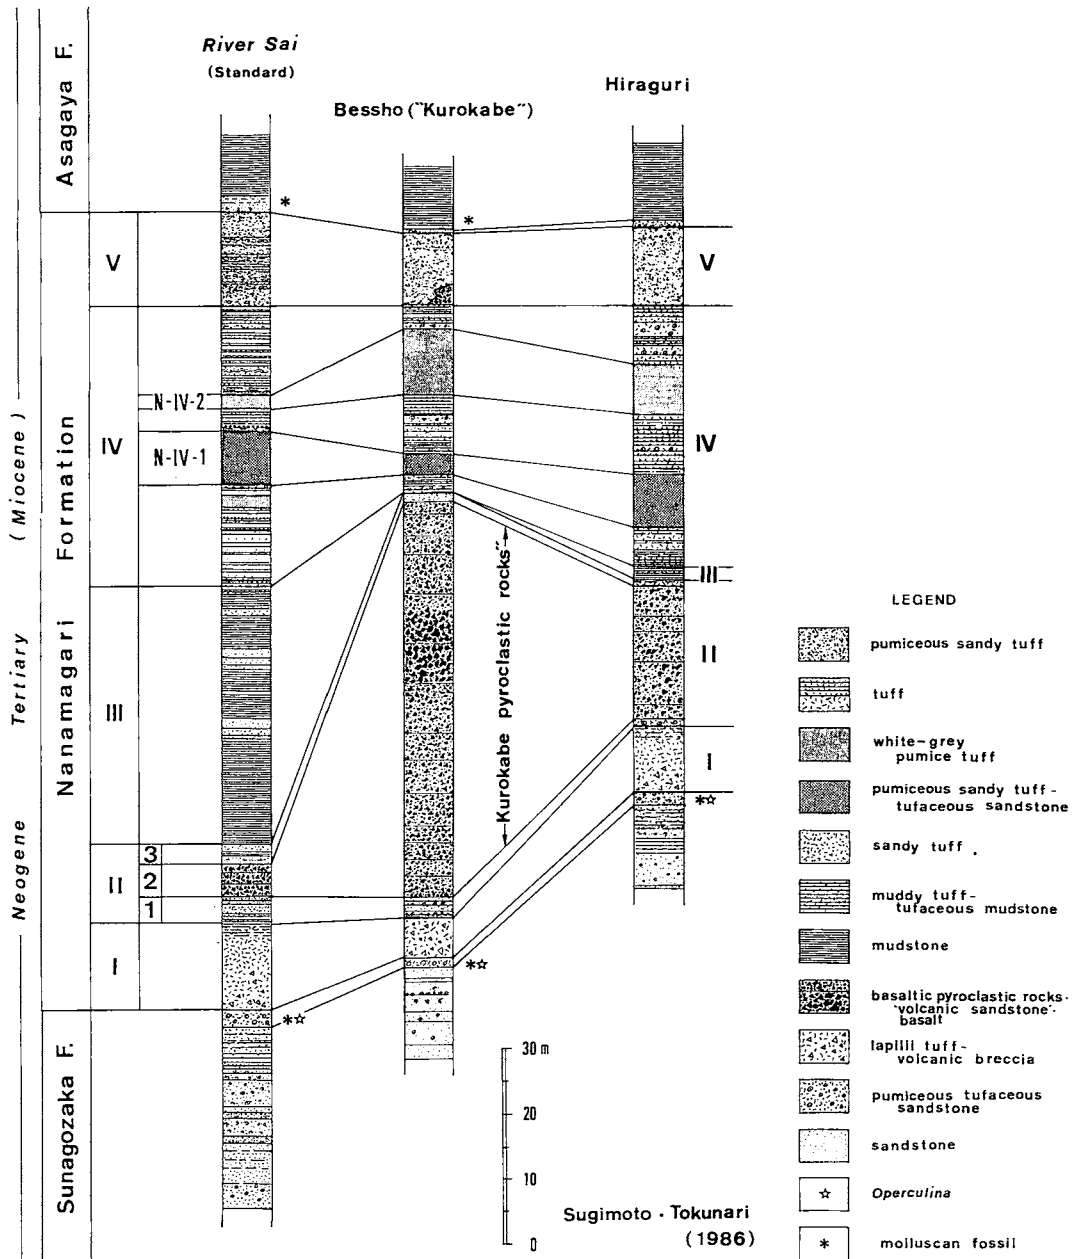 River Sai
(Standard)
Bessho ("Kurokabe")
Hiraguri
Asagaya F.
Nanamagari Formation
Sunagozaka F.
Neogene Tertiary (Miocene)
V
IV
N-IV-2
N-IV-1
III
II
3
2
1
I
*
*
*☆
*☆
*☆
Kurokabe pyroclastic rocks"
V
IV
III
II
I
30 m
20
10
0
LEGEND
pumiceous sandy tuff
tuff
white-grey
pumice tuff
pumiceous sandy tuff-
tufaceous sandstone
sandy tuff .
muddy tuff-
tufaceous mudstone
mudstone
basaltic pyroclastic rocks-
'volcanic sandstone'-
basalt
lapilli tuff-
volcanic breccia
pumiceous tufaceous
sandstone
sandstone
☆ Operculina
* molluscan fossil
Sugimoto · Tokunari
(1986)